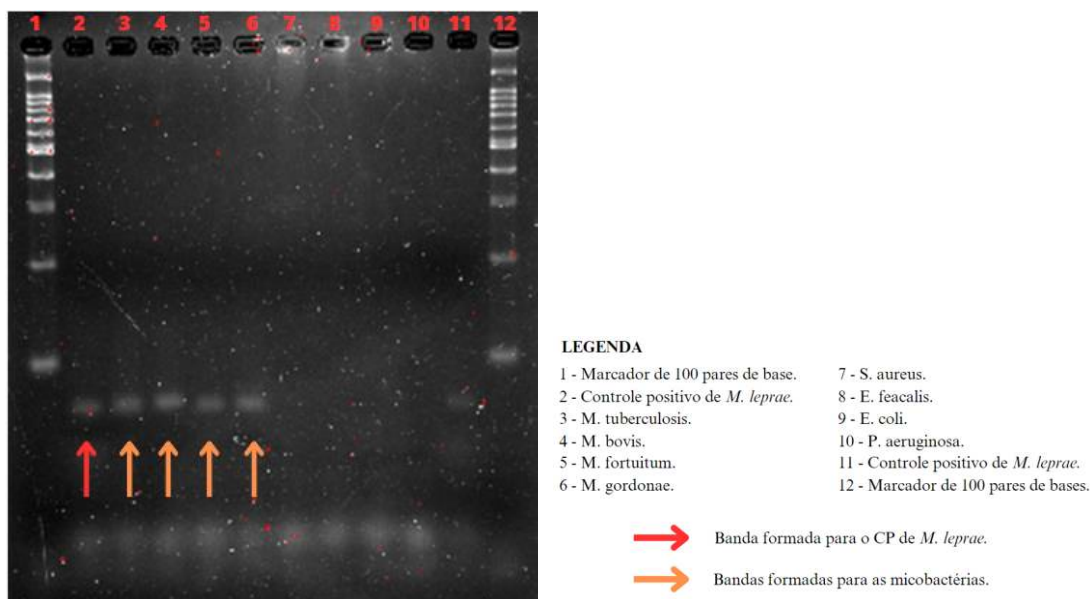 1 2 3 4 5 6 7 8 9 10 11 12
LEGENDA
1 - Marcador de 100 pares de base.
2 - Controle positivo de M. leprae.
3 - M. tuberculosis.
4 - M. bovis.
5 - M. fortuitum.
6 - M. gordonae.
7 - S. aureus.
8 - E. feacalis.
9 - E. coli.
10 - P. aeruginosa.
11 - Controle positivo de M. leprae.
12 - Marcador de 100 pares de bases.
Banda formada para o CP de M. leprae.
Bandas formadas para as micobactérias.